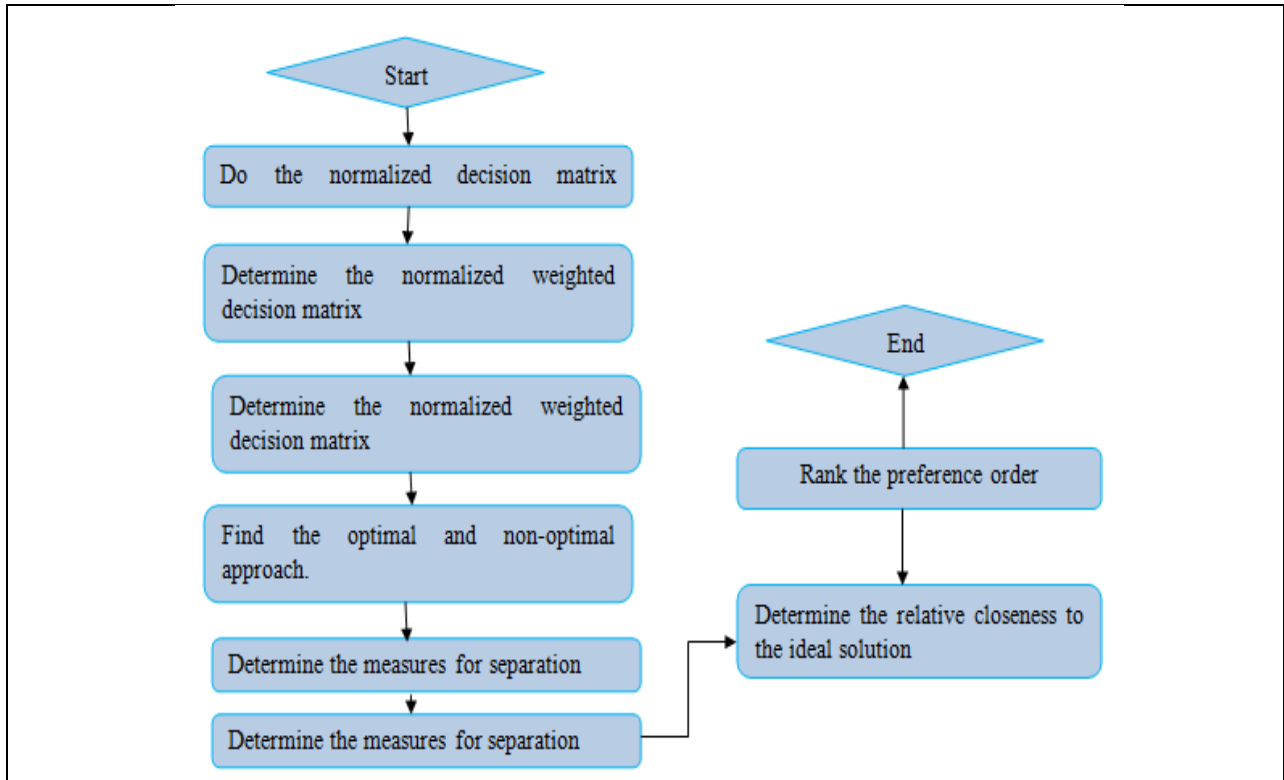 Start
Do the normalized decision matrix
Determine the normalized weighted
decision matrix
Determine the normalized weighted
decision matrix
Find the optimal and non-optimal
approach.
Determine the measures for separation
Determine the measures for separation
End
Rank the preference order
Determine the relative closeness to
the ideal solution